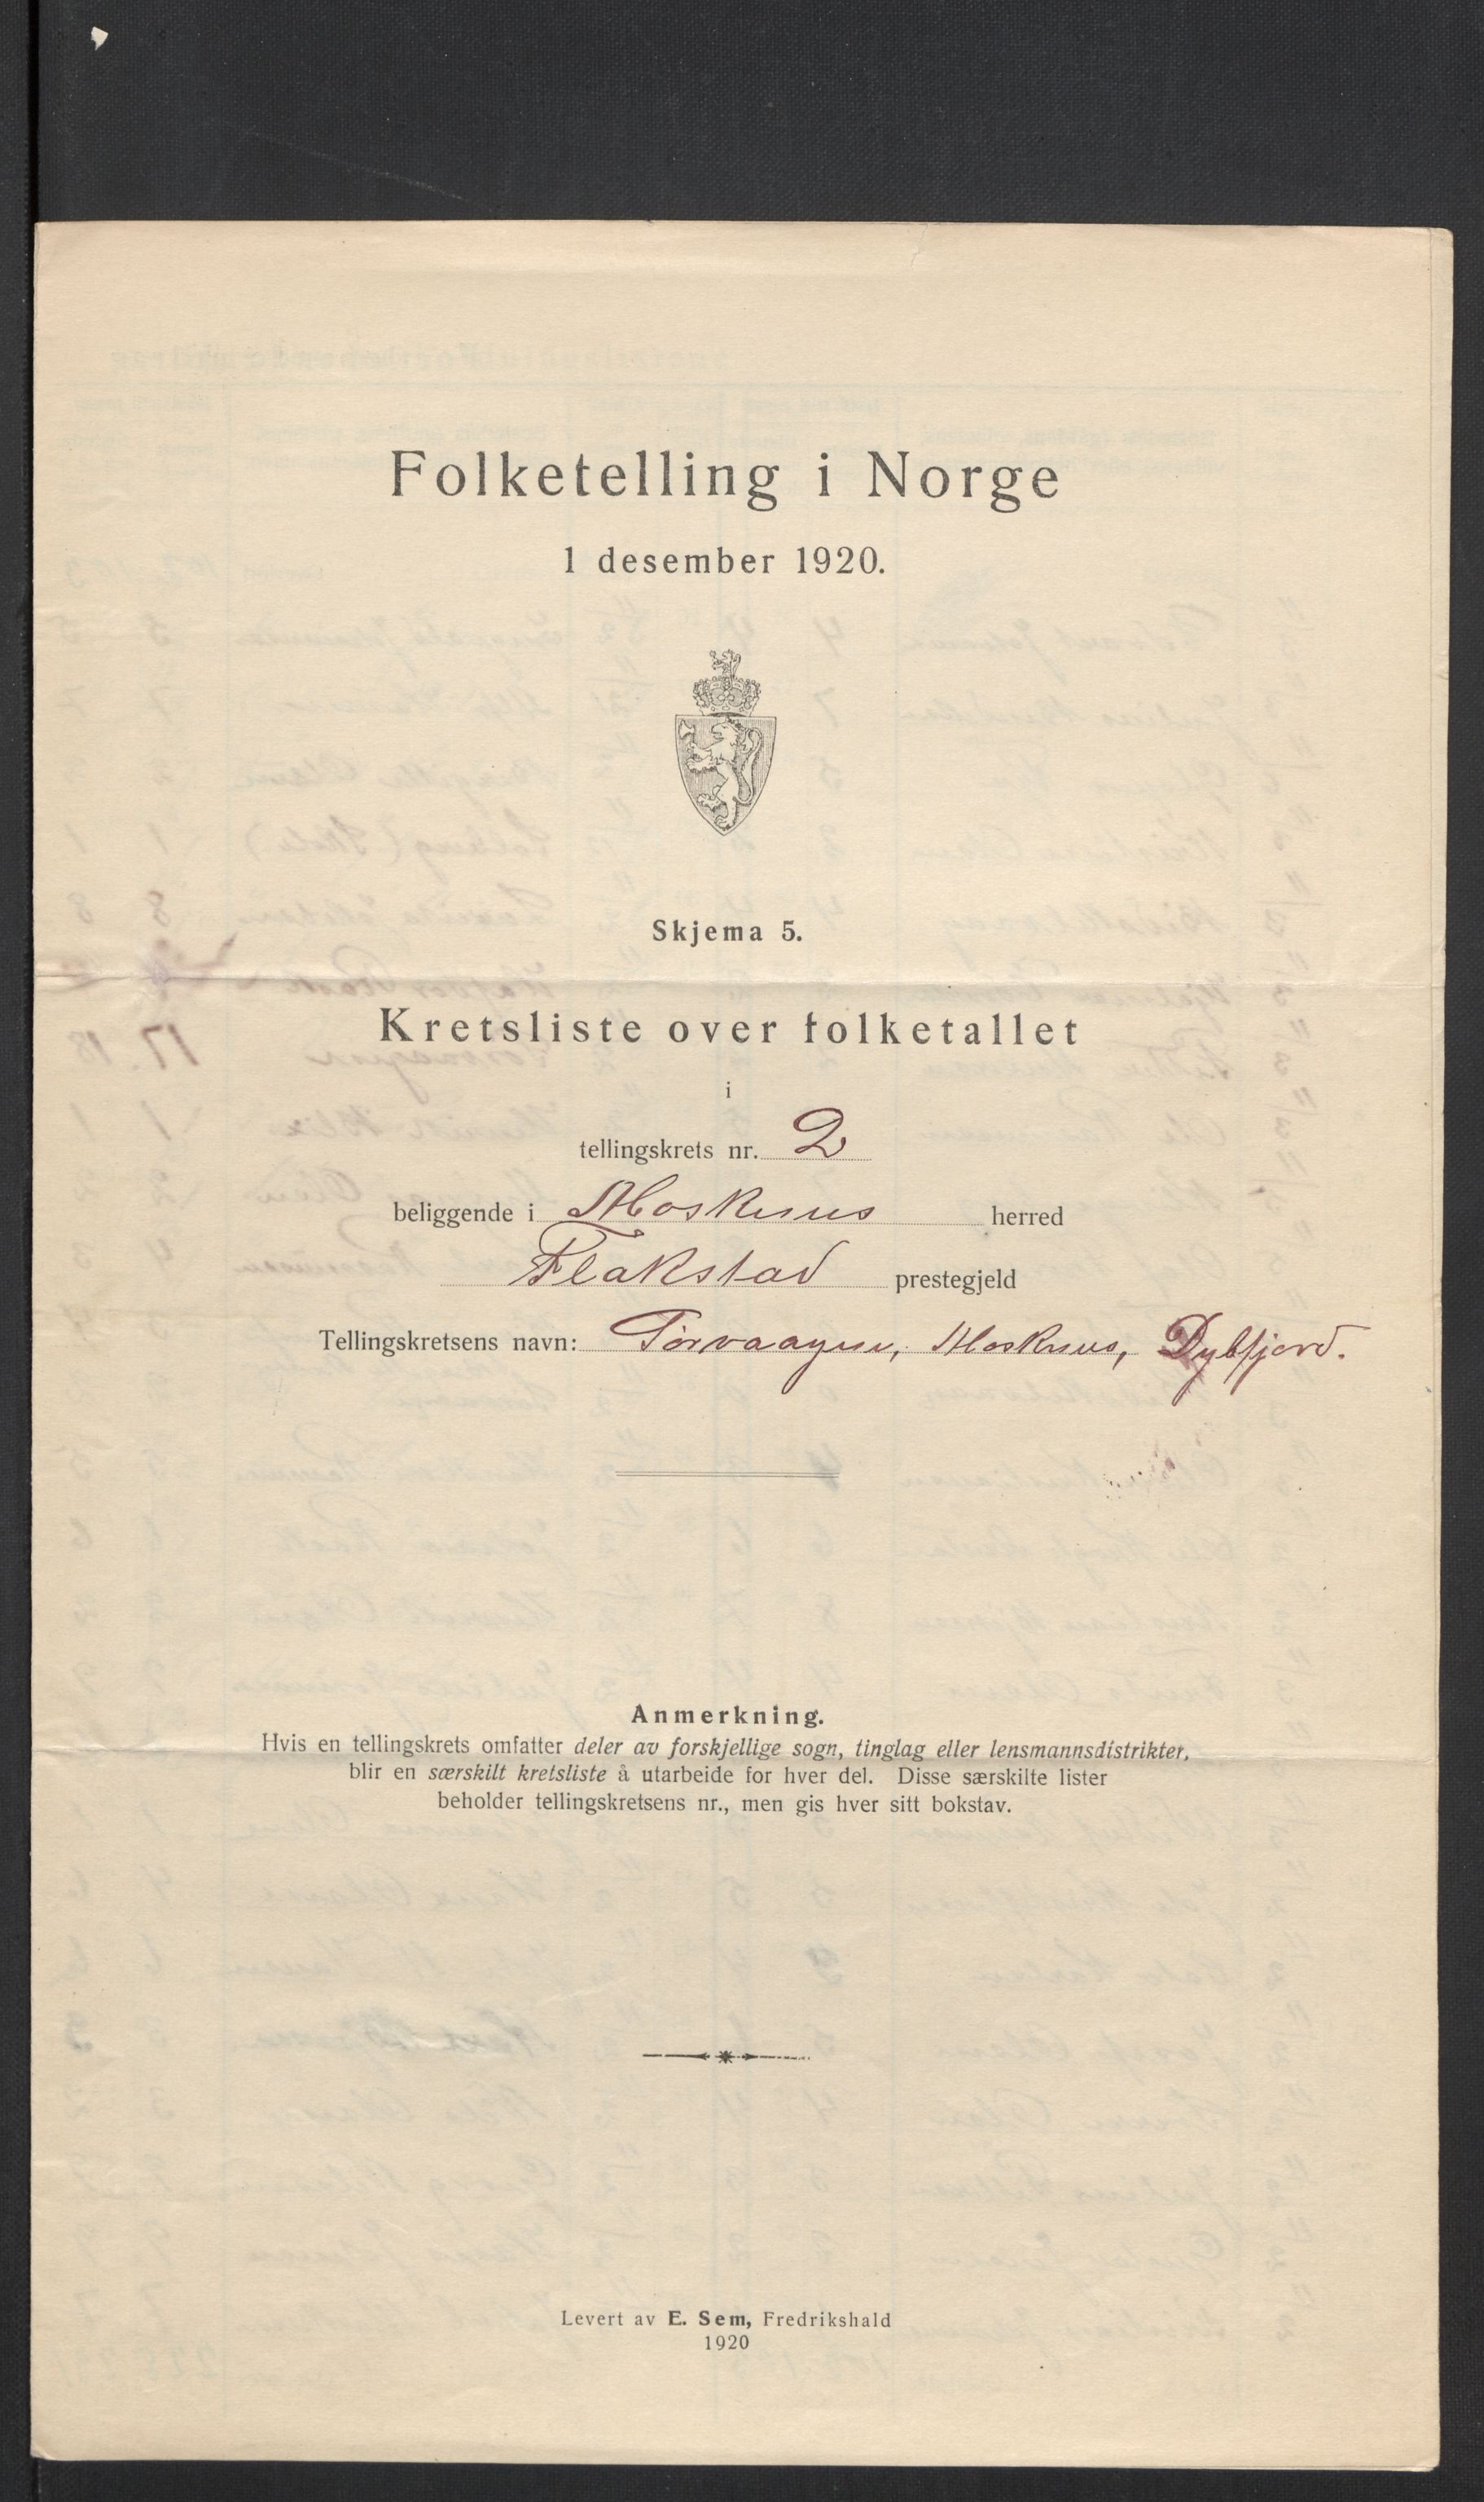 Folketelling i Norge
1 desember 1920.
Skjema 5.
Kretsliste over folketallet
i
tellingskrets nr. 2
beliggende i Moskenes herred
Flakstad prestegjeld
Tellingskretsens navn: Sørvaagen, Moskenes, Dybfjord.
Anmerkning.
Hvis en tellingskrets omfatter deler av forskjellige sogn, tinglag eller lensmannsdistrikter,
blir en særskilt kretsliste å utarbeide for hver del. Disse særskilte lister
beholder tellingskretsens nr., men gis hver sitt bokstav.
Levert av E. Sem, Fredrikshald
1920